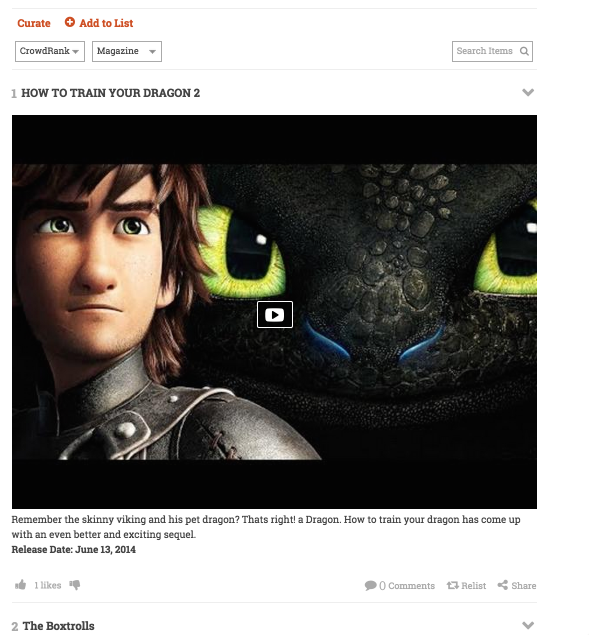 Curate Add to List
CrowdRank Magazine Search Items
1 HOW TO TRAIN YOUR DRAGON 2
Remember the skinny viking and his pet dragon? Thats right! a Dragon. How to train your dragon has come up
with an even better and exciting sequel.
Release Date: June 13, 2014
1 likes 0 Comments Relist Share
2 The Boxtrolls